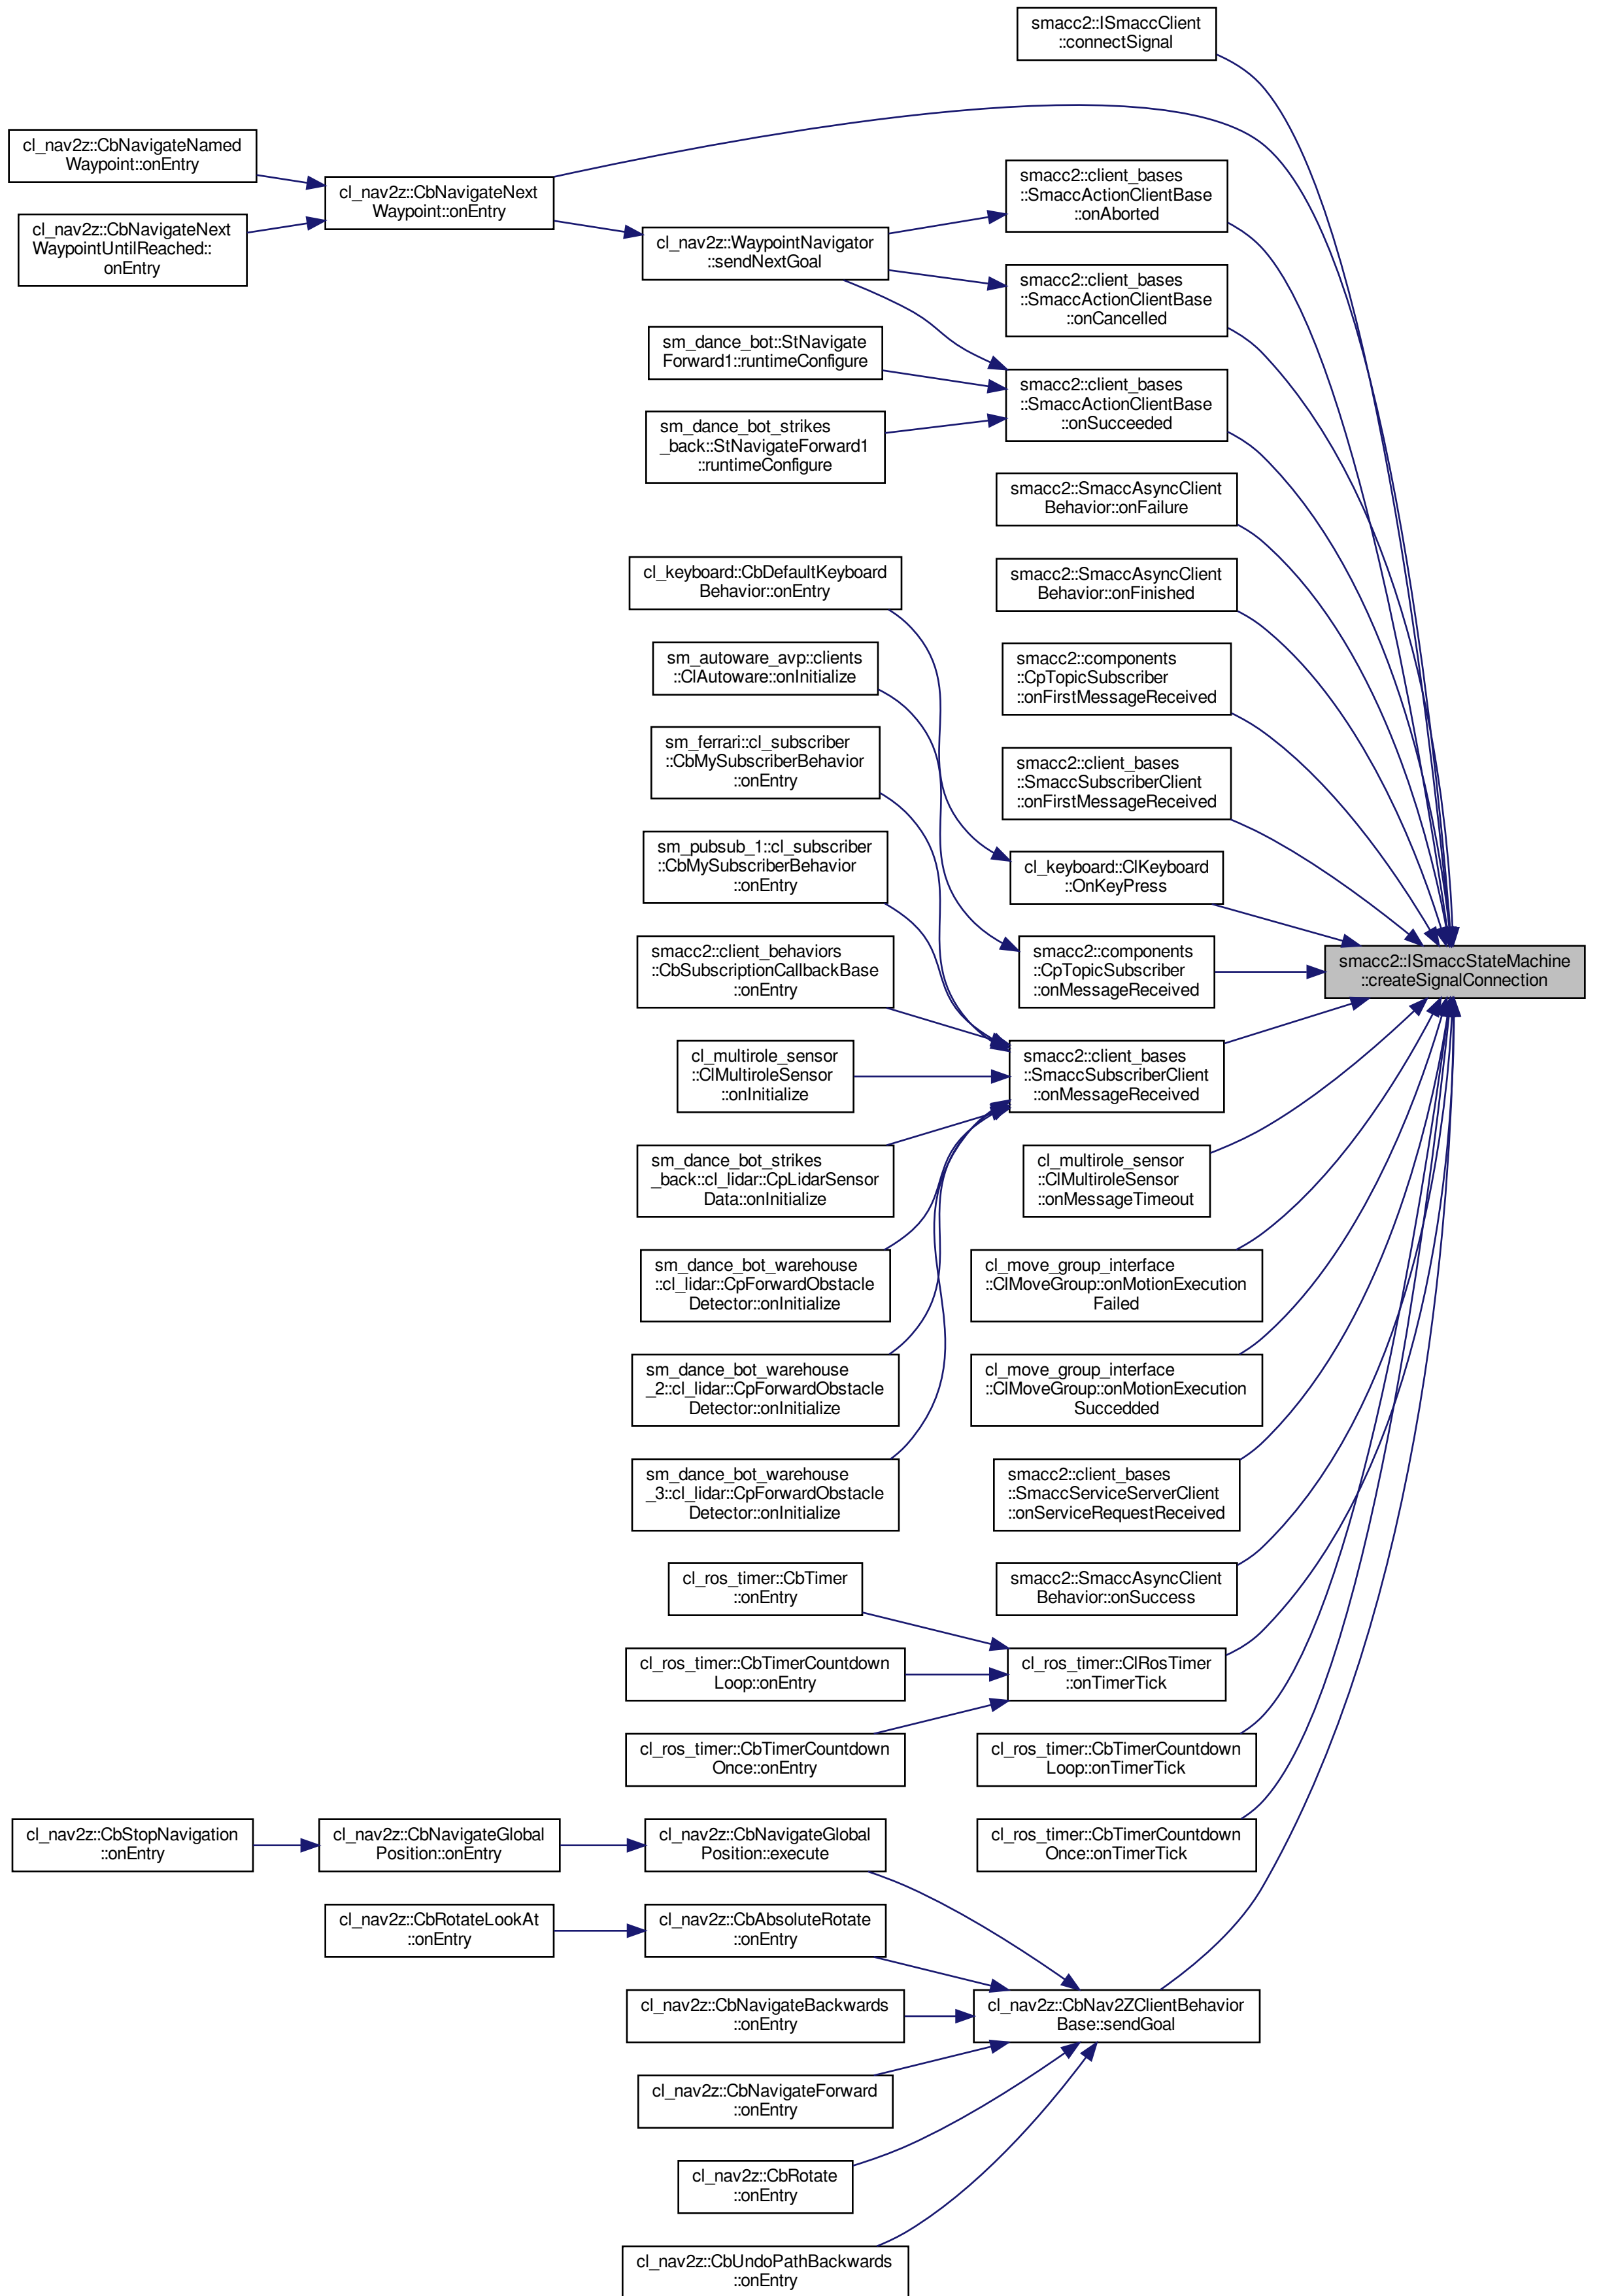 smacc2::ISmaccClient
::connectSignal
cl_nav2z::CbNavigateNamed
Waypoint::onEntry
cl_nav2z::CbNavigateNext
WaypointUntilReached::
onEntry
cl_nav2z::CbNavigateNext
Waypoint::onEntry
cl_nav2z::WaypointNavigator
::sendNextGoal
smacc2::client_bases
::SmaccActionClientBase
::onAborted
smacc2::client_bases
::SmaccActionClientBase
::onCancelled
sm_dance_bot::StNavigate
Forward1::runtimeConfigure
smacc2::client_bases
::SmaccActionClientBase
::onSucceeded
sm_dance_bot_strikes
_back::StNavigateForward1
::runtimeConfigure
smacc2::SmaccAsyncClient
Behavior::onFailure
cl_keyboard::CbDefaultKeyboard
Behavior::onEntry
smacc2::SmaccAsyncClient
Behavior::onFinished
sm_autoware_avp::clients
::ClAutoware::onInitialize
smacc2::components
::CpTopicSubscriber
::onFirstMessageReceived
sm_ferrari::cl_subscriber
::CbMySubscriberBehavior
::onEntry
smacc2::client_bases
::SmaccSubscriberClient
::onFirstMessageReceived
sm_pubsub_1::cl_subscriber
::CbMySubscriberBehavior
::onEntry
cl_keyboard::ClKeyboard
::OnKeyPress
smacc2::client_behaviors
::CbSubscriptionCallbackBase
::onEntry
smacc2::components
::CpTopicSubscriber
::onMessageReceived
smacc2::ISmaccStateMachine
::createSignalConnection
cl_multirole_sensor
::ClMultiroleSensor
::onInitialize
smacc2::client_bases
::SmaccSubscriberClient
::onMessageReceived
sm_dance_bot_strikes
_back::cl_lidar::CpLidarSensor
Data::onInitialize
cl_multirole_sensor
::ClMultiroleSensor
::onMessageTimeout
sm_dance_bot_warehouse
::cl_lidar::CpForwardObstacle
Detector::onInitialize
cl_move_group_interface
::ClMoveGroup::onMotionExecution
Failed
sm_dance_bot_warehouse
_2::cl_lidar::CpForwardObstacle
Detector::onInitialize
cl_move_group_interface
::ClMoveGroup::onMotionExecution
Succedded
sm_dance_bot_warehouse
_3::cl_lidar::CpForwardObstacle
Detector::onInitialize
smacc2::client_bases
::SmaccServiceServerClient
::onServiceRequestReceived
cl_ros_timer::CbTimer
::onEntry
smacc2::SmaccAsyncClient
Behavior::onSuccess
cl_ros_timer::CbTimerCountdown
Loop::onEntry
cl_ros_timer::ClRosTimer
::onTimerTick
cl_ros_timer::CbTimerCountdown
Once::onEntry
cl_ros_timer::CbTimerCountdown
Loop::onTimerTick
cl_nav2z::CbStopNavigation
::onEntry
cl_nav2z::CbNavigateGlobal
Position::onEntry
cl_nav2z::CbNavigateGlobal
Position::execute
cl_ros_timer::CbTimerCountdown
Once::onTimerTick
cl_nav2z::CbRotateLookAt
::onEntry
cl_nav2z::CbAbsoluteRotate
::onEntry
cl_nav2z::CbNavigateBackwards
::onEntry
cl_nav2z::CbNav2ZClientBehavior
Base::sendGoal
cl_nav2z::CbNavigateForward
::onEntry
cl_nav2z::CbRotate
::onEntry
cl_nav2z::CbUndoPathBackwards
::onEntry